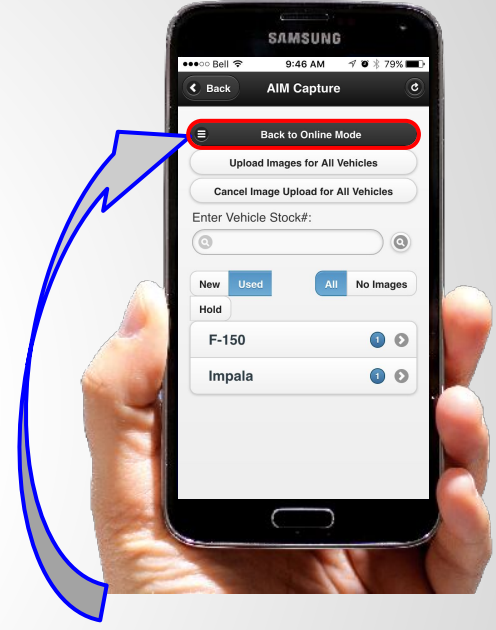 SAMSUNG
●●●○○ Bell 9:46 AM 79%
Back AIM Capture
Back to Online Mode
Upload Images for All Vehicles
Cancel Image Upload for All Vehicles
Enter Vehicle Stock#:
New Used All No Images
Hold
F-150 1
Impala 1